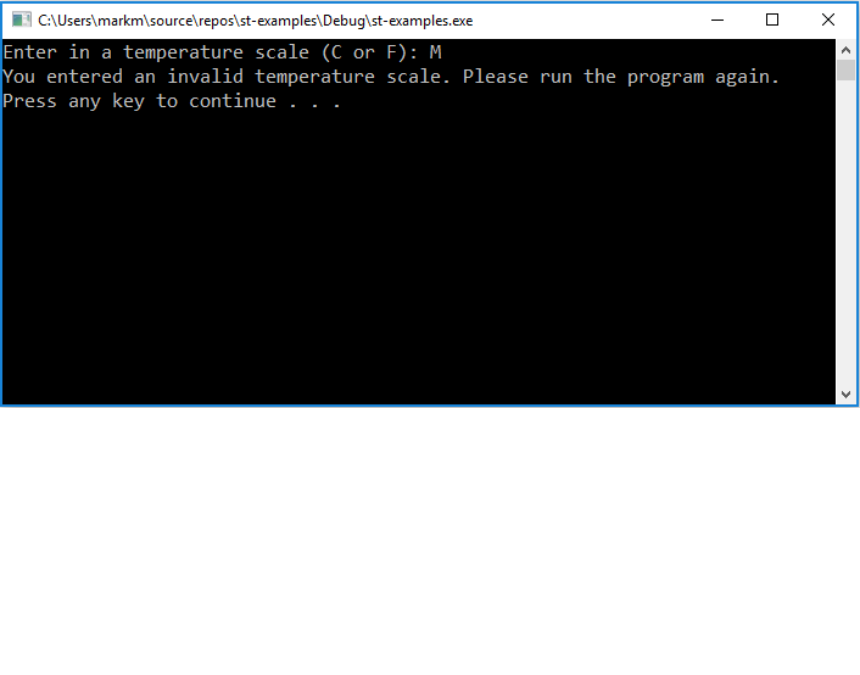 C:\Users\markm\source\repos\st-examples\Debug\st-examples.exe
Enter in a temperature scale (C or F): M
You entered an invalid temperature scale. Please run the program again.
Press any key to continue . . .